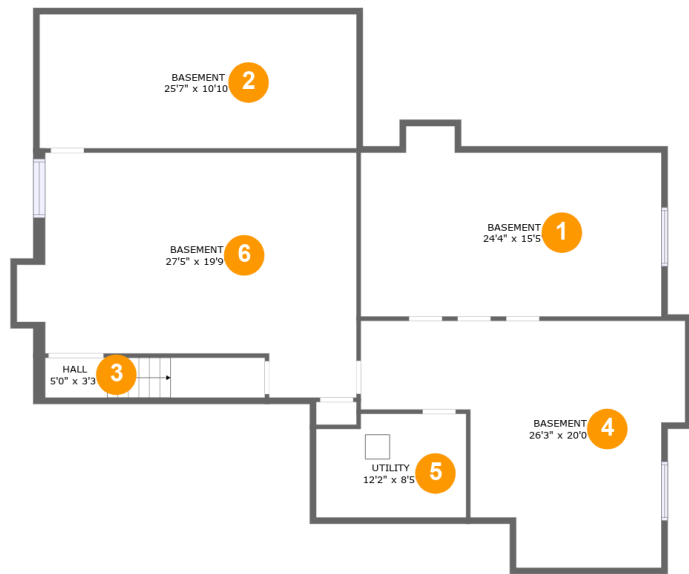 BASEMENT
25'7" x 10'10
2
BASEMENT
24'4" x 15'5
1
BASEMENT
27'5" x 19'9
6
HALL
5'0" x 3'3
3
BASEMENT
26'3" x 20'0
4
UTILITY
12'2" x 8'5
5